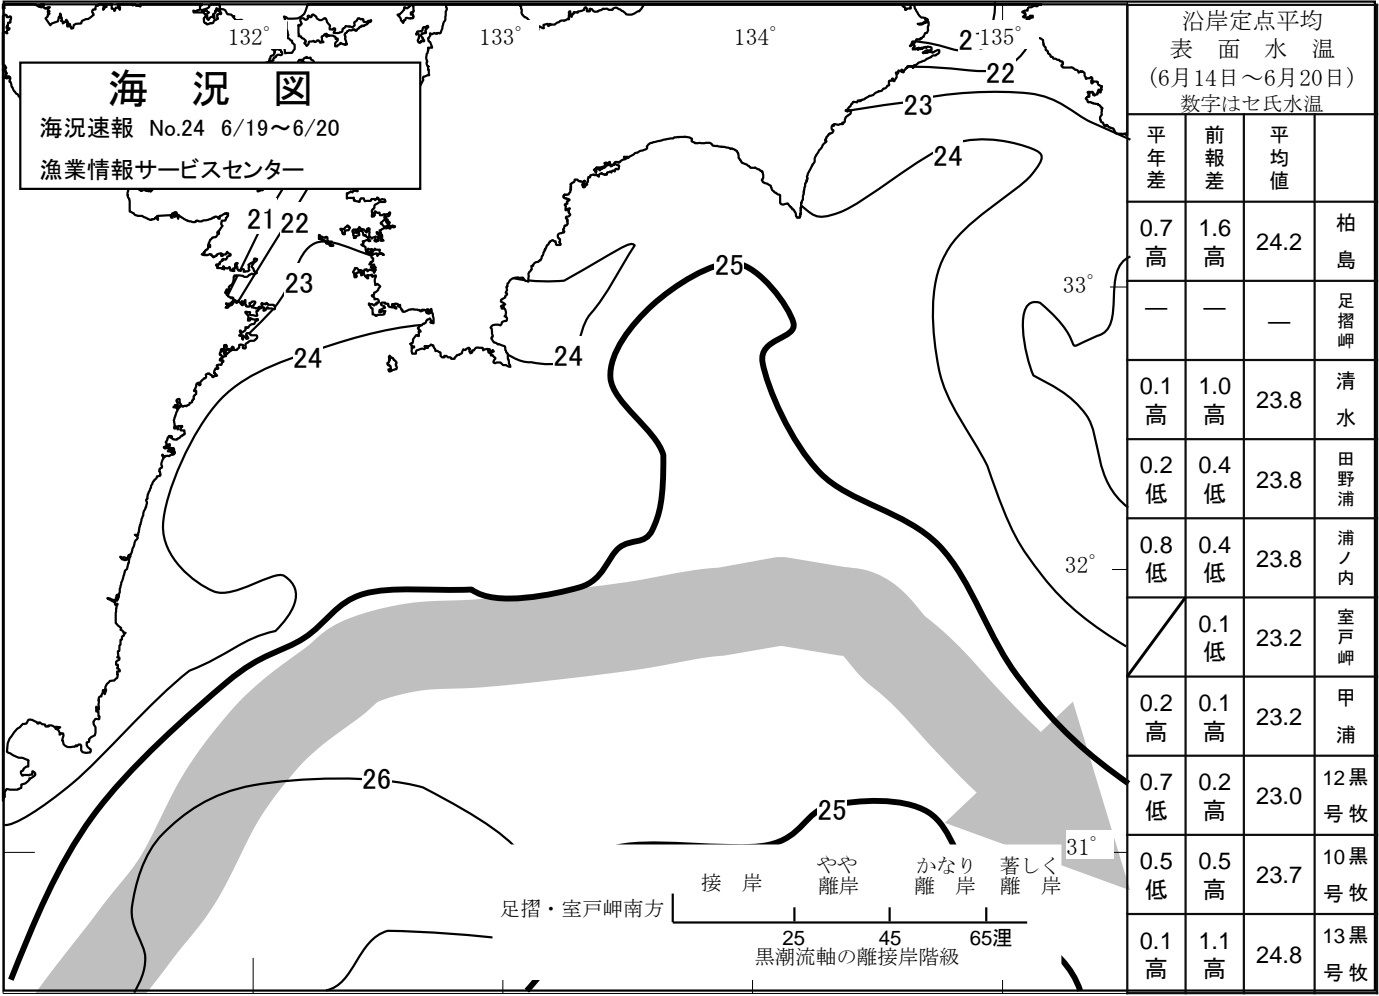 海 況 図
海況速報 No.24 6/19～6/20
漁業情報サービスセンター
132°
133°
134°
135°
2
22
23
24
21
22
23
24
24
25
33°
32°
31°
26
25
接 岸
やや
離岸
かなり
離 岸
著しく
離 岸
足摺・室戸岬南方
25 45 65浬
黒潮流軸の離接岸階級
沿岸定点平均
表 面 水 温
(6月14日～6月20日)
数字はセ氏水温
平年差 前報差 平均値
0.7高 1.6高 24.2 柏島
— — — 足摺岬
0.1高 1.0高 23.8 清水
0.2低 0.4低 23.8 田野浦
0.8低 0.4低 23.8 浦ノ内
0.1低 23.2 室戸岬
0.2高 0.1高 23.2 甲浦
0.7低 0.2高 23.0 黒牧12号
0.5低 0.5高 23.7 黒牧10号
0.1高 1.1高 24.8 黒牧13号